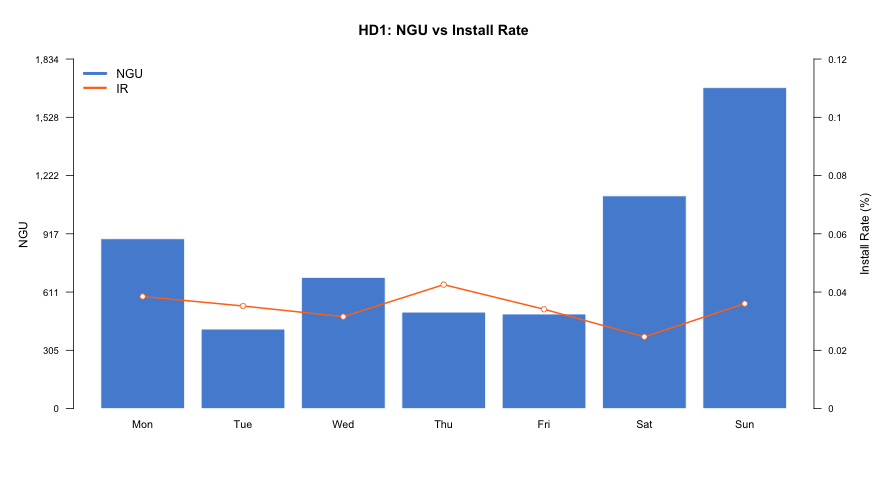 HD1: NGU vs Install Rate
NGU
IR
1,834
1,528
1,222
917
611
305
0
NGU
0.12
0.1
0.08
0.06
0.04
0.02
0
Install Rate (%)
Mon Tue Wed Thu Fri Sat Sun